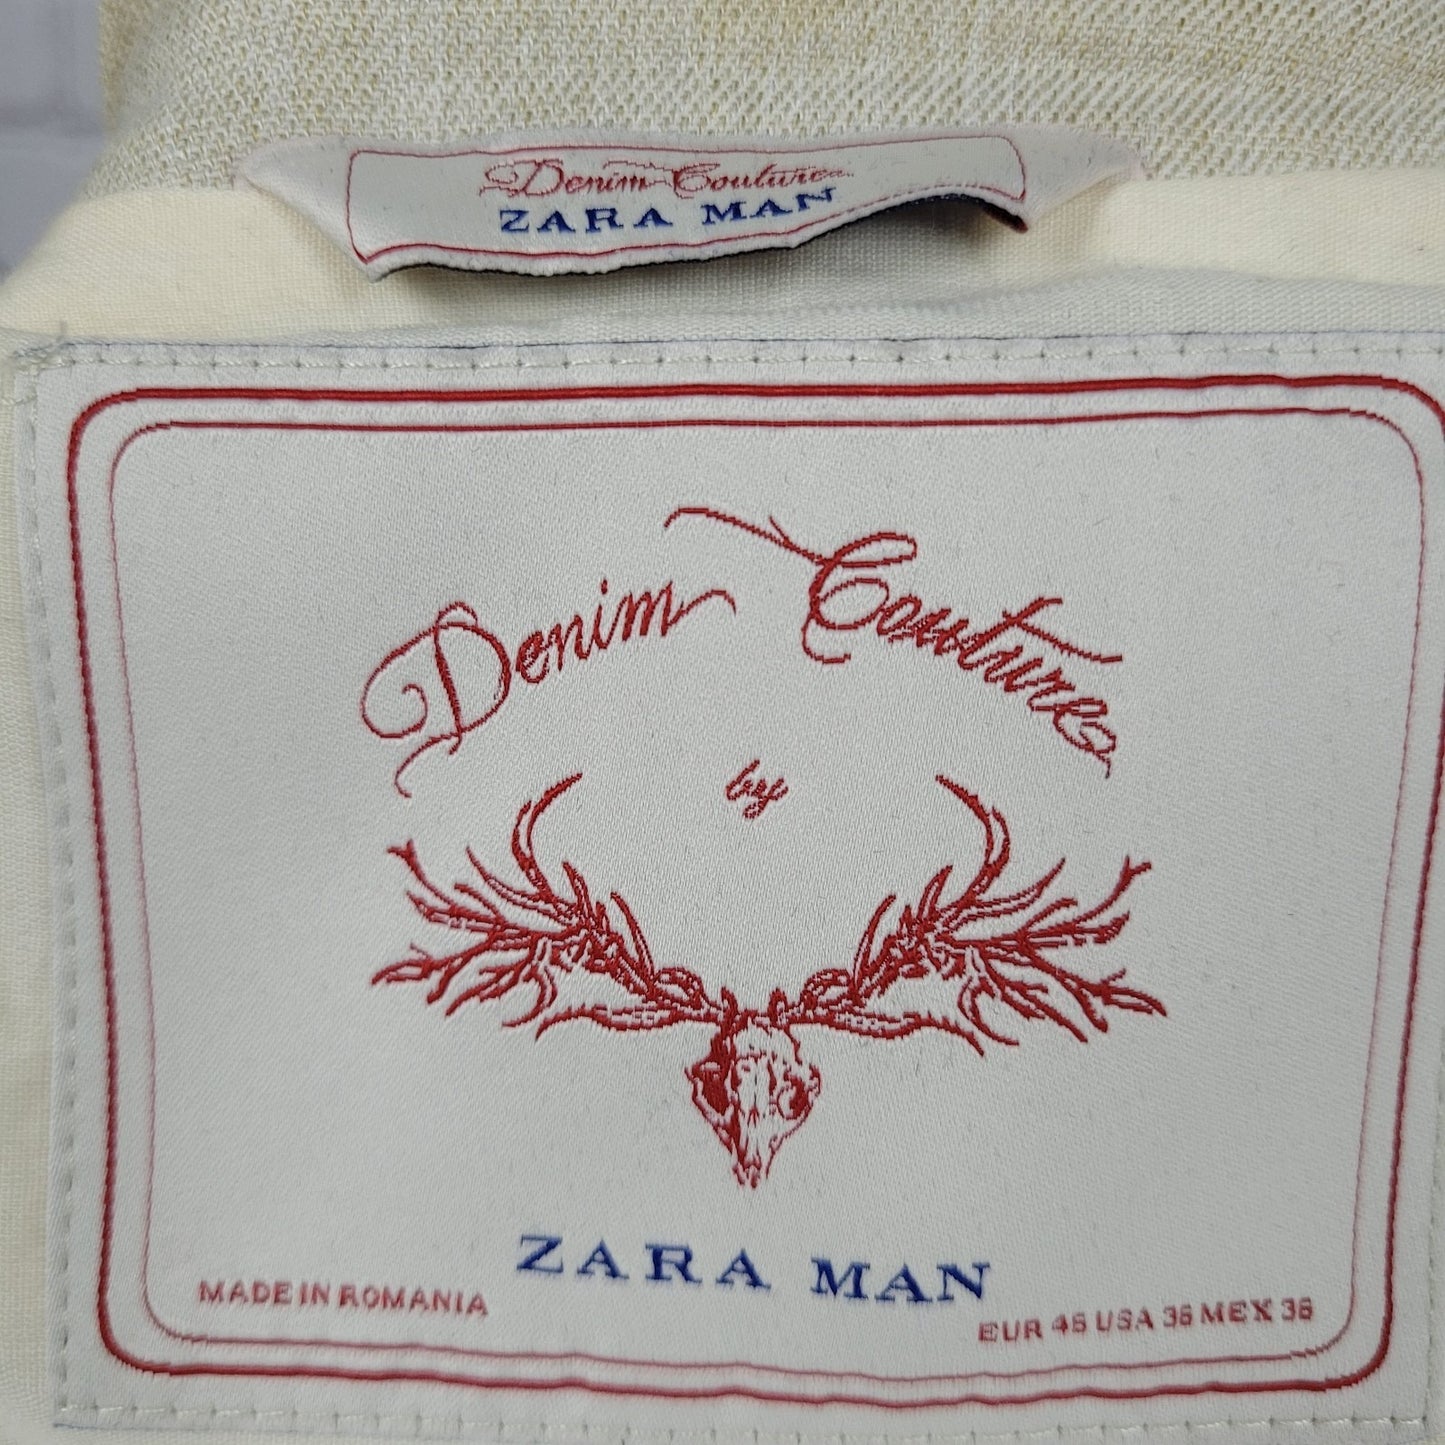 Denim Couture
ZARA MAN
Denim Couture
by
ZARA MAN
MADE IN ROMANIA
EUR 46 USA 36 MEX 36